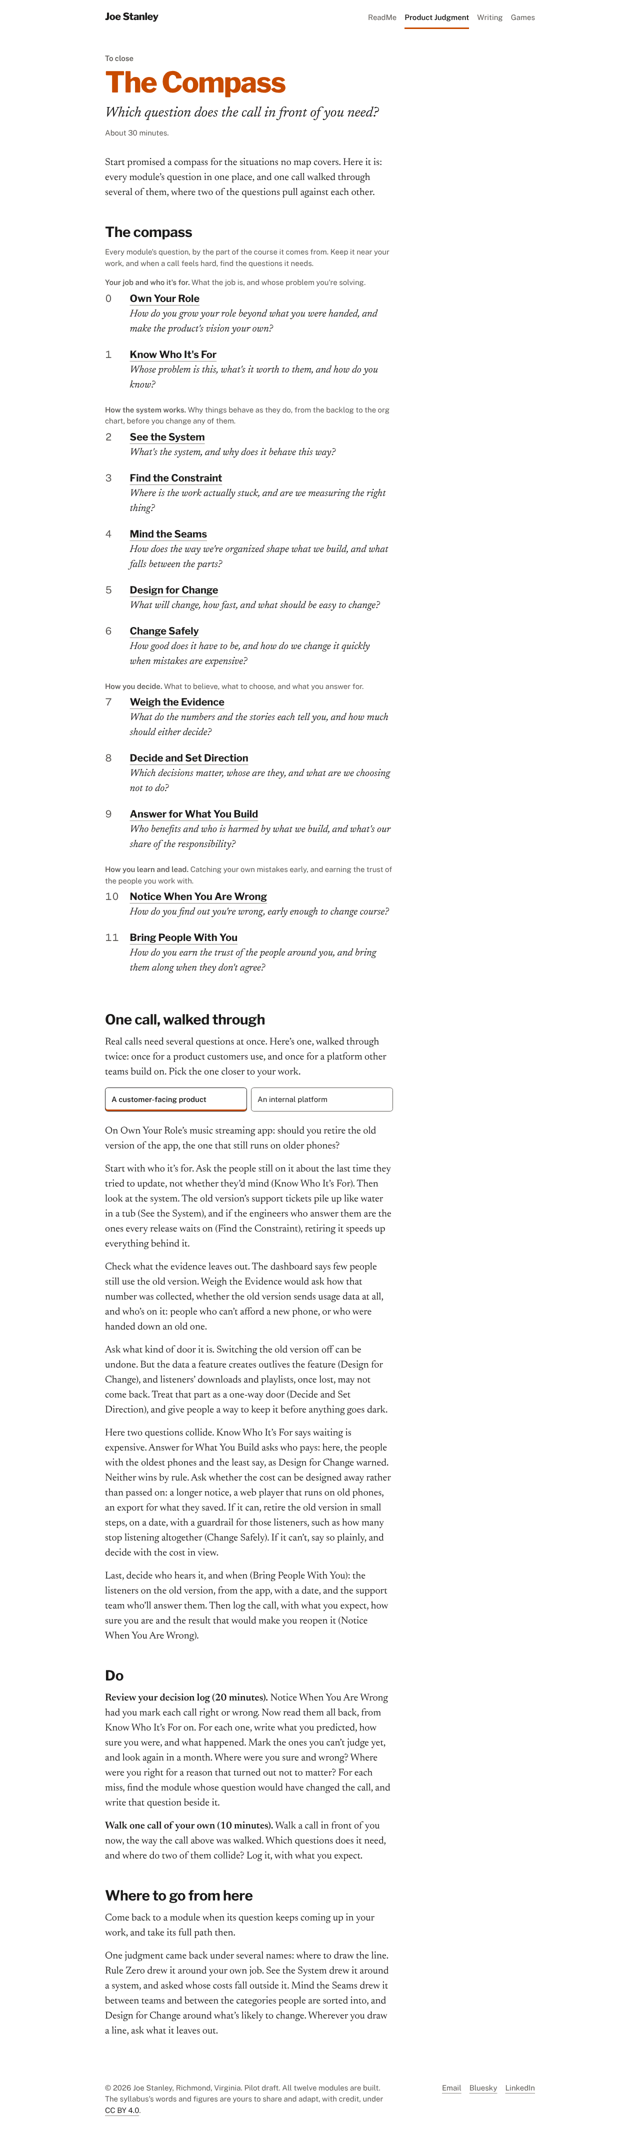 Joe Stanley
ReadMe Product Judgment Writing Games
To close
The Compass
Which question does the call in front of you need?
About 30 minutes.
Start promised a compass for the situations no map covers. Here it is:
every module's question in one place, and one call walked through
several of them, where two of the questions pull against each other.
The compass
Every module's question, by the part of the course it comes from. Keep it near your
work, and when a call feels hard, find the questions it needs.
Your job and who it's for. What the job is, and whose problem you're solving.
0 Own Your Role
How do you grow your role beyond what you were handed, and
make the product's vision your own?
1 Know Who It's For
Whose problem is this, what's it worth to them, and how do you
know?
How the system works. Why things behave as they do, from the backlog to the org
chart, before you change any of them.
2 See the System
What's the system, and why does it behave this way?
3 Find the Constraint
Where is the work actually stuck, and are we measuring the right
thing?
4 Mind the Seams
How does the way we're organized shape what we build, and what
falls between the parts?
5 Design for Change
What will change, how fast, and what should be easy to change?
6 Change Safely
How good does it have to be, and how do we change it quickly
when mistakes are expensive?
How you decide. What to believe, what to choose, and what you answer for.
7 Weigh the Evidence
What do the numbers and the stories each tell you, and how much
should either decide?
8 Decide and Set Direction
Which decisions matter, whose are they, and what are we choosing
not to do?
9 Answer for What You Build
Who benefits and who is harmed by what we build, and what's our
share of the responsibility?
How you learn and lead. Catching your own mistakes early, and earning the trust of
the people you work with.
10 Notice When You Are Wrong
How do you find out you're wrong, early enough to change course?
11 Bring People With You
How do you earn the trust of the people around you, and bring
them along when they don't agree?
One call, walked through
Real calls need several questions at once. Here's one, walked through
twice: once for a product customers use, and once for a platform other
teams build on. Pick the one closer to your work.
A customer-facing product
An internal platform
On Own Your Role's music streaming app: should you retire the old
version of the app, the one that still runs on older phones?
Start with who it's for. Ask the people still on it about the last time they
tried to update, not whether they'd mind (Know Who It's For). Then
look at the system. The old version's support tickets pile up like water
in a tub (See the System), and if the engineers who answer them are the
ones every release waits on (Find the Constraint), retiring it speeds up
everything behind it.
Check what the evidence leaves out. The dashboard says few people
still use the old version. Weigh the Evidence would ask how that
number was collected, whether the old version sends usage data at all,
and who's on it: people who can't afford a new phone, or who were
handed down an old one.
Ask what kind of door it is. Switching the old version off can be
undone. But the data a feature creates outlives the feature (Design for
Change), and listeners' downloads and playlists, once lost, may not
come back. Treat that part as a one-way door (Decide and Set
Direction), and give people a way to keep it before anything goes dark.
Here two questions collide. Know Who It's For says waiting is
expensive. Answer for What You Build asks who pays: here, the people
with the oldest phones and the least say, as Design for Change warned.
Neither wins by rule. Ask whether the cost can be designed away rather
than passed on: a longer notice, a web player that runs on old phones,
an export for what they saved. If it can, retire the old version in small
steps, on a date, with a guardrail for those listeners, such as how many
stop listening altogether (Change Safely). If it can't, say so plainly, and
decide with the cost in view.
Last, decide who hears it, and when (Bring People With You): the
listeners on the old version, from the app, with a date, and the support
team who'll answer them. Then log the call, with what you expect, how
sure you are and the result that would make you reopen it (Notice
When You Are Wrong).
Do
Review your decision log (20 minutes). Notice When You Are Wrong
had you mark each call right or wrong. Now read them all back, from
Know Who It's For on. For each one, write what you predicted, how
sure you were, and what happened. Mark the ones you can't judge yet,
and look again in a month. Where were you sure and wrong? Where
were you right for a reason that turned out not to matter? For each
miss, find the module whose question would have changed the call, and
write that question beside it.
Walk one call of your own (10 minutes). Walk a call in front of you
now, the way the call above was walked. Which questions does it need,
and where do two of them collide? Log it, with what you expect.
Where to go from here
Come back to a module when its question keeps coming up in your
work, and take its full path then.
One judgment came back under several names: where to draw the line.
Rule Zero drew it around your own job. See the System drew it around
a system, and asked whose costs fall outside it. Mind the Seams drew it
between teams and between the categories people are sorted into, and
Design for Change around what's likely to change. Wherever you draw
a line, ask what it leaves out.
© 2026 Joe Stanley, Richmond, Virginia. Pilot draft. All twelve modules are built.
The syllabus's words and figures are yours to share and adapt, with credit, under
CC BY 4.0.
Email Bluesky LinkedIn